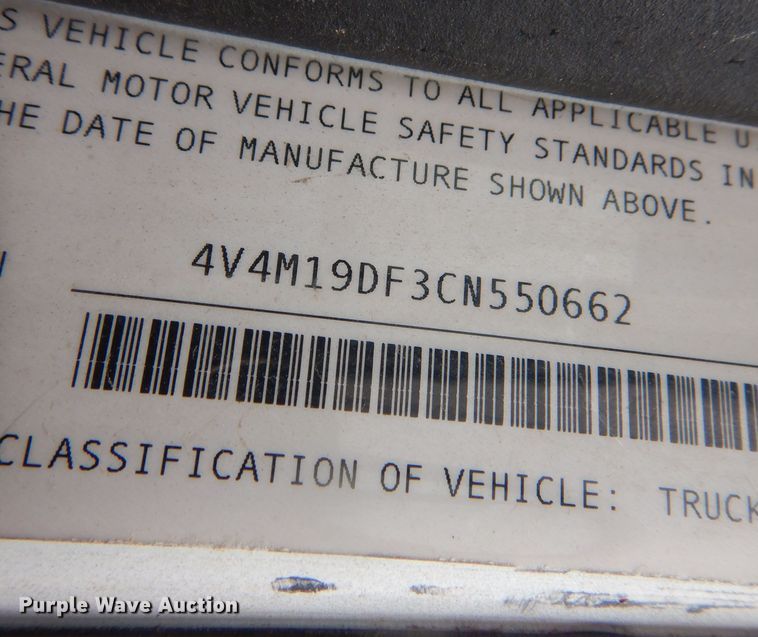 S VEHICLE CONFORMS TO ALL APPLICABLE U
ERAL MOTOR VEHICLE SAFETY STANDARDS IN
HE DATE OF MANUFACTURE SHOWN ABOVE.
4V4M19DF3CN550662
CLASSIFICATION OF VEHICLE: TRUCK
Purple Wave Auction